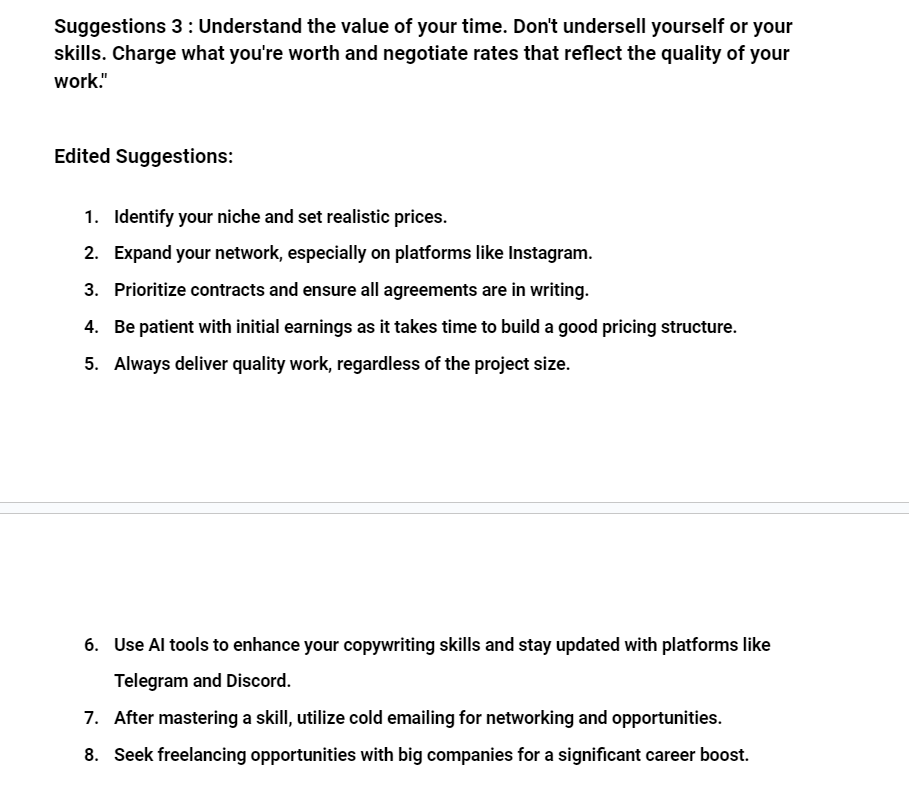 Suggestions 3 : Understand the value of your time. Don't undersell yourself or your
skills. Charge what you're worth and negotiate rates that reflect the quality of your
work."
Edited Suggestions:
1. Identify your niche and set realistic prices.
2. Expand your network, especially on platforms like Instagram.
3. Prioritize contracts and ensure all agreements are in writing.
4. Be patient with initial earnings as it takes time to build a good pricing structure.
5. Always deliver quality work, regardless of the project size.
6. Use AI tools to enhance your copywriting skills and stay updated with platforms like
Telegram and Discord.
7. After mastering a skill, utilize cold emailing for networking and opportunities.
8. Seek freelancing opportunities with big companies for a significant career boost.